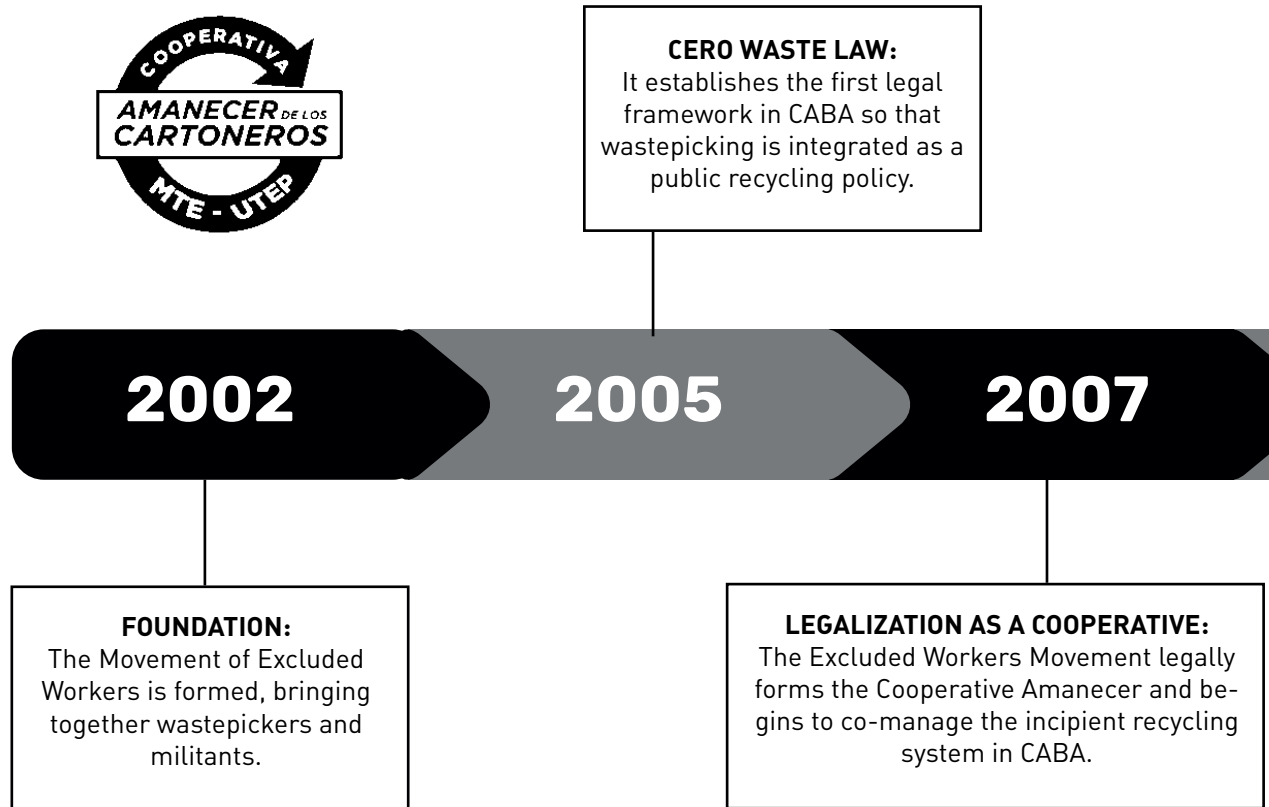 COOPERATIVA
AMANECER DE LOS
CARTONEROS
MTE - UTEP
CERO WASTE LAW:
It establishes the first legal
framework in CABA so that
wastepicking is integrated as a
public recycling policy.
2002
2005
2007
FOUNDATION:
The Movement of Excluded
Workers is formed, bringing
together wastepickers and
militants.
LEGALIZATION AS A COOPERATIVE:
The Excluded Workers Movement legally
forms the Cooperative Amanecer and be-
gins to co-manage the incipient recycling
system in CABA.